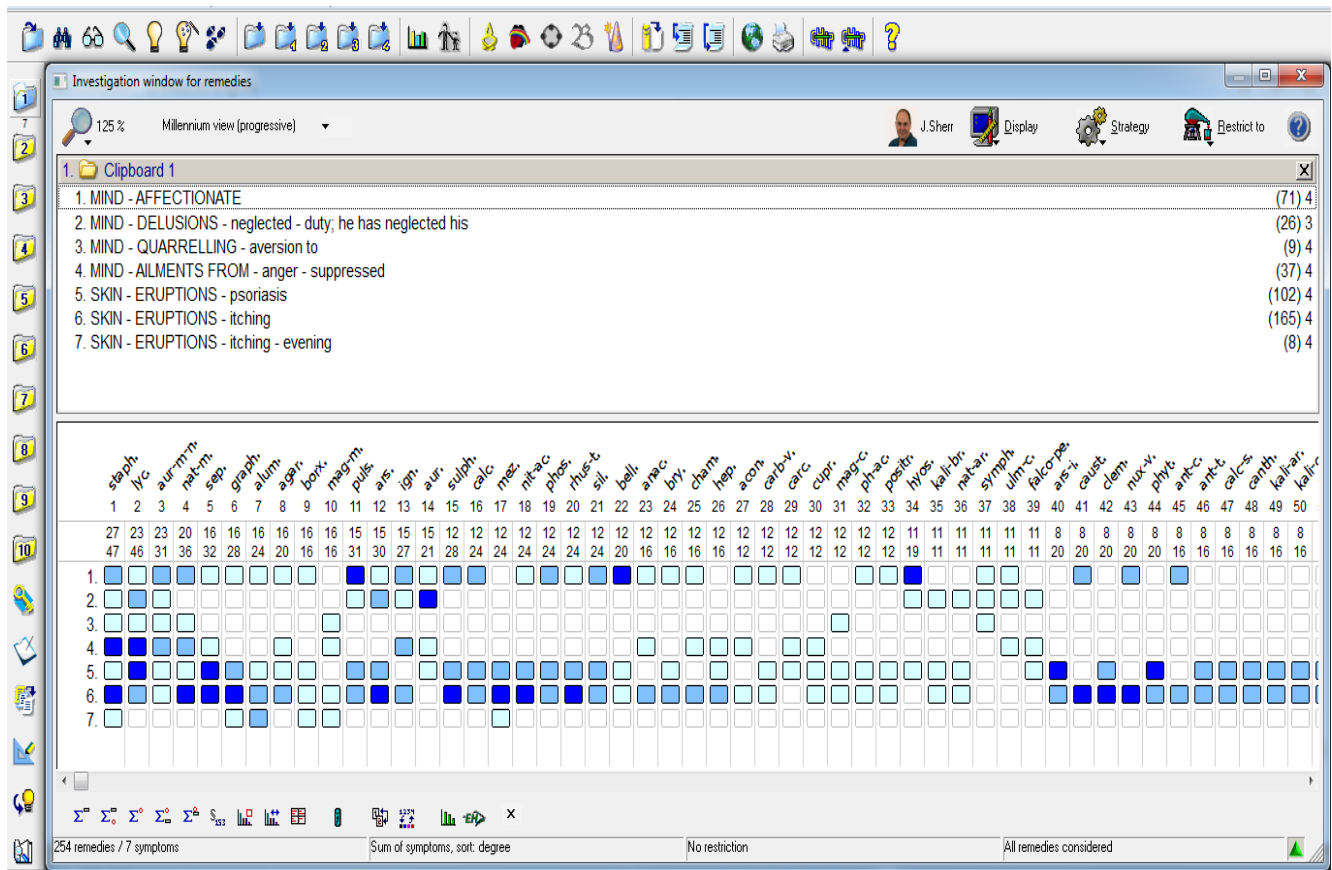 Investigation window for remedies
125 % Millennium view (progressive) J.Sherr Display Strategy Restrict to
1. Clipboard 1
1. MIND - AFFECTIONATE (71) 4
2. MIND - DELUSIONS - neglected - duty; he has neglected his (26) 3
3. MIND - QUARRELLING - aversion to (9) 4
4. MIND - AILMENTS FROM - anger - suppressed (37) 4
5. SKIN - ERUPTIONS - psoriasis (102) 4
6. SKIN - ERUPTIONS - itching (165) 4
7. SKIN - ERUPTIONS - itching - evening (8) 4
staph. lyc. aur-m-n. nat-m. sep. graph. alum. agar. borx. mag-m. puls. ars. ign. aur. sulph. calc. mez. nit-ac. phos. rhus-t. sil. bell. anac. bry. cham. hep. acon. carb-v. carc. cupr. mag-c. ph-ac. positr. hyos. kali-br. nat-ar. symph. ulm-c. falco-pe. ars-i. caust. clem. nux-v. phyt. ant-c. ant-t. calc-s. canth. kali-ar.
1 2 3 4 5 6 7 8 9 10 11 12 13 14 15 16 17 18 19 20 21 22 23 24 25 26 27 28 29 30 31 32 33 34 35 36 37 38 39 40 41 42 43 44 45 46 47 48 49 50
27 23 23 20 16 16 16 16 16 16 15 15 15 15 12 12 12 12 12 12 12 12 12 12 12 12 12 12 12 12 12 12 12 11 11 11 11 11 11 8 8 8 8 8 8 8 8 8 8 8
47 46 31 36 32 28 24 20 16 16 31 30 27 21 28 24 24 24 24 24 24 20 16 16 16 16 12 12 12 12 12 12 12 19 11 11 11 11 11 20 20 20 20 20 16 16 16 16 16 16
1.
2.
3.
4.
5.
6.
7.
254 remedies / 7 symptoms Sum of symptoms, sort: degree No restriction All remedies considered
1
7
2
3
4
5
6
7
8
9
10